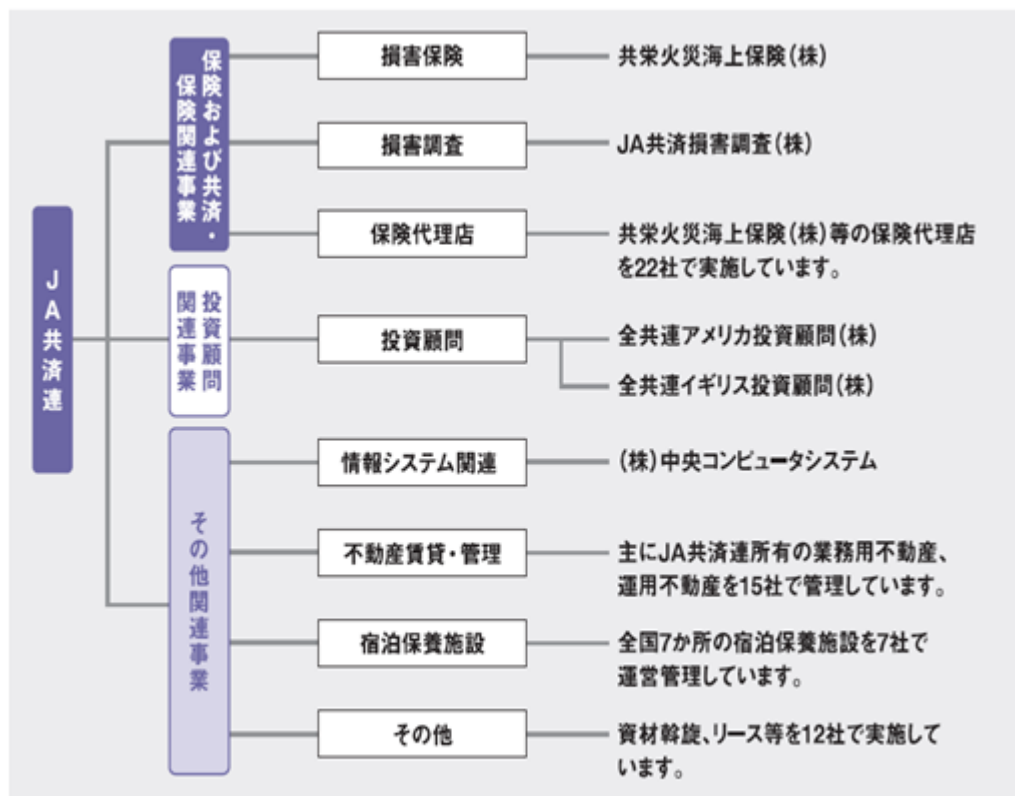 JA共済連
保険および共済・
保険関連事業
損害保険
共栄火災海上保険(株)
損害調査
JA共済損害調査(株)
保険代理店
共栄火災海上保険(株)等の保険代理店
を22社で実施しています。
投資顧問
関連事業
投資顧問
全共連アメリカ投資顧問(株)
全共連イギリス投資顧問(株)
その他関連事業
情報システム関連
(株)中央コンピュータシステム
不動産賃貸・管理
主にJA共済連所有の業務用不動産、
運用不動産を15社で管理しています。
宿泊保養施設
全国7か所の宿泊保養施設を7社で
運営管理しています。
その他
資材斡旋、リース等を12社で実施して
います。